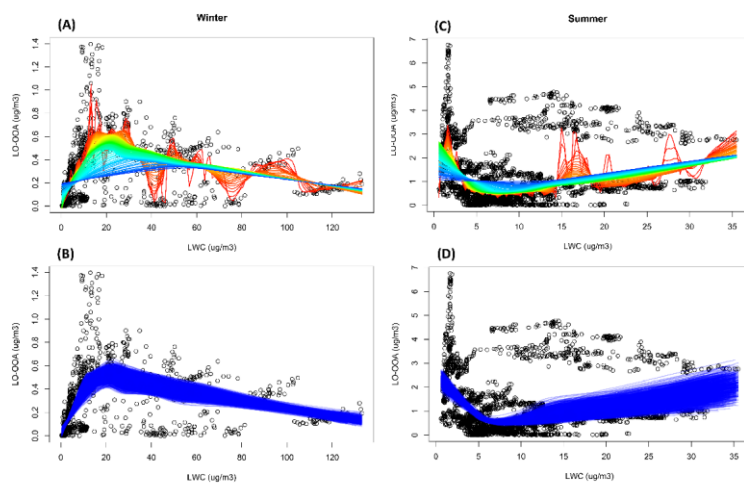 Winter
Summer
(A)
LO-OOA (ug/m3)
0.0 0.2 0.4 0.6 0.8 1.0 1.2 1.4
0 20 40 60 80 100 120
LWC (ug/m3)
(C)
LO-OOA (ug/m3)
0 1 2 3 4 5 6 7
0 5 10 15 20 25 30 35
LWC (ug/m3)
(B)
LO-OOA (ug/m3)
0.0 0.2 0.4 0.6 0.8 1.0 1.2 1.4
0 20 40 60 80 100 120
LWC (ug/m3)
(D)
LO-OOA (ug/m3)
0 1 2 3 4 5 6 7
0 5 10 15 20 25 30 35
LWC (ug/m3)